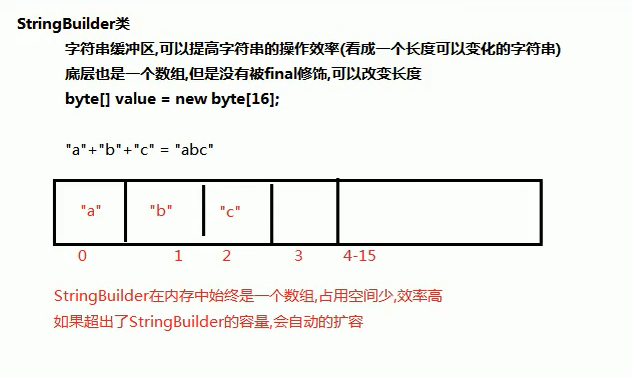 StringBuilder类
字符串缓冲区,可以提高字符串的操作效率(看成一个长度可以变化的字符串)
底层也是一个数组,但是没有被final修饰,可以改变长度
byte[] value = new byte[16];
"a"+"b"+"c" = "abc"
"a" "b" "c"
0 1 2 3 4-15
StringBuilder在内存中始终是一个数组,占用空间少,效率高
如果超出了StringBuilder的容量,会自动的扩容